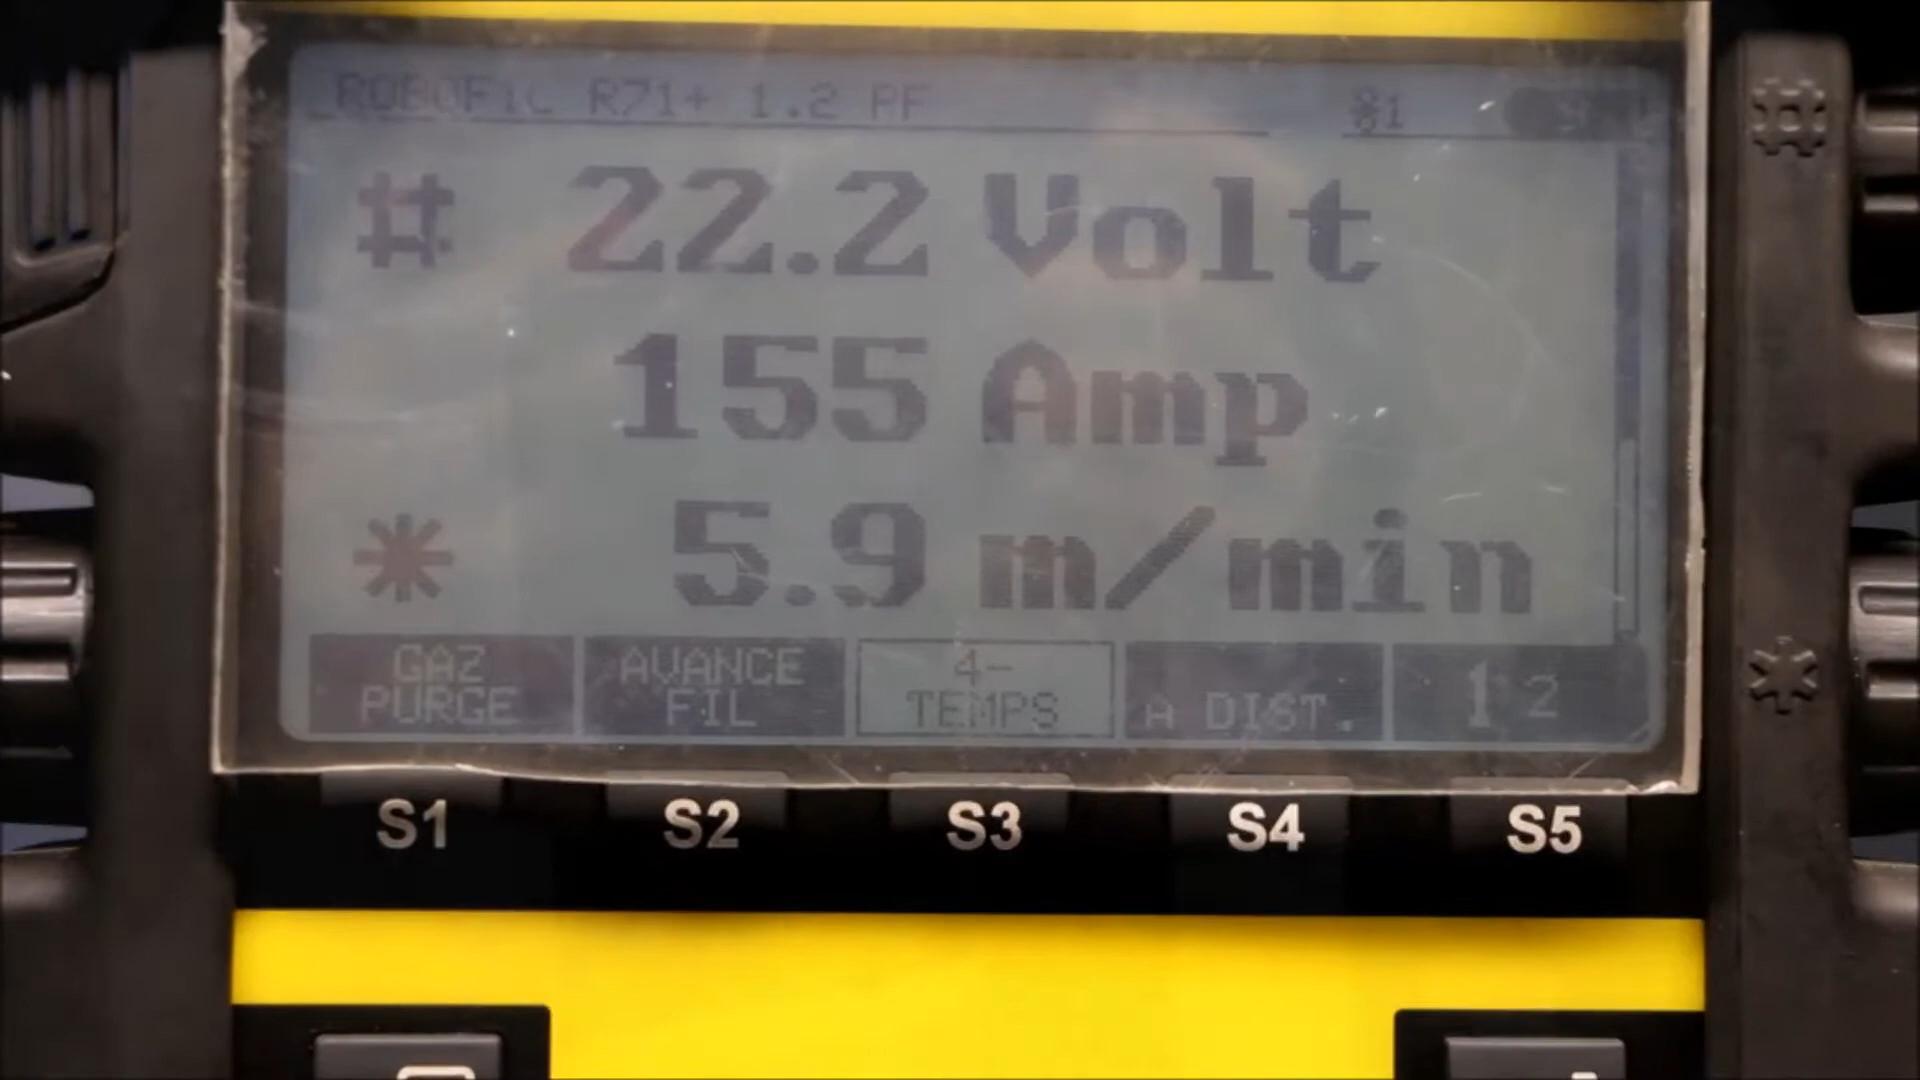 ROBOFIL R71+ 1.2 PF 1
# 22.2 Volt
155 Amp
* 5.9 m/min
GAZ PURGE
AVANCE FIL
4-TEMPS
A DIST.
1 2
S1 S2 S3 S4 S5